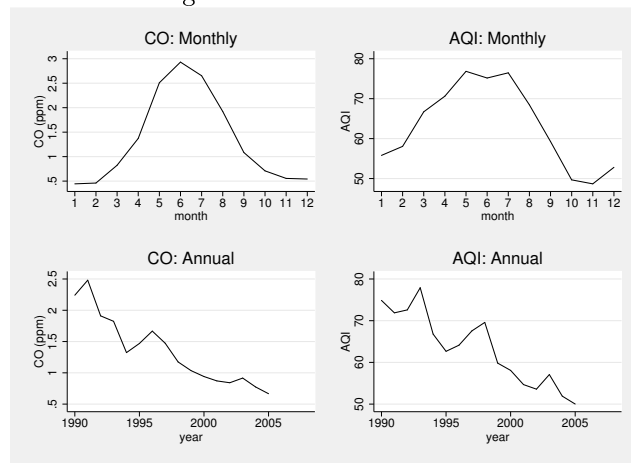 CO: Monthly
CO (ppm)
3
2.5
2
1.5
1
.5
1 2 3 4 5 6 7 8 9 10 11 12
month
AQI: Monthly
AQI
80
70
60
50
1 2 3 4 5 6 7 8 9 10 11 12
month
CO: Annual
CO (ppm)
2.5
2
1.5
1
.5
1990 1995 2000 2005
year
AQI: Annual
AQI
80
70
60
50
1990 1995 2000 2005
year